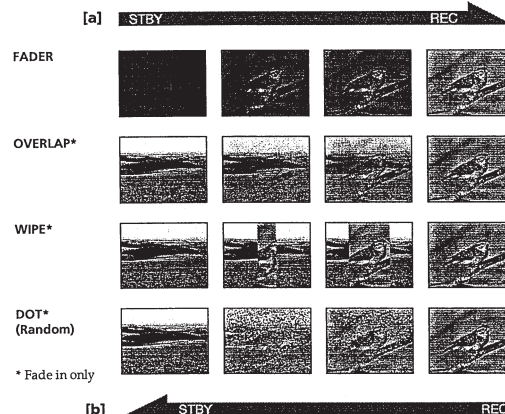 [a] STBY REC
FADER
OVERLAP*
WIPE*
DOT*
(Random)
* Fade in only
[b] STBY REC